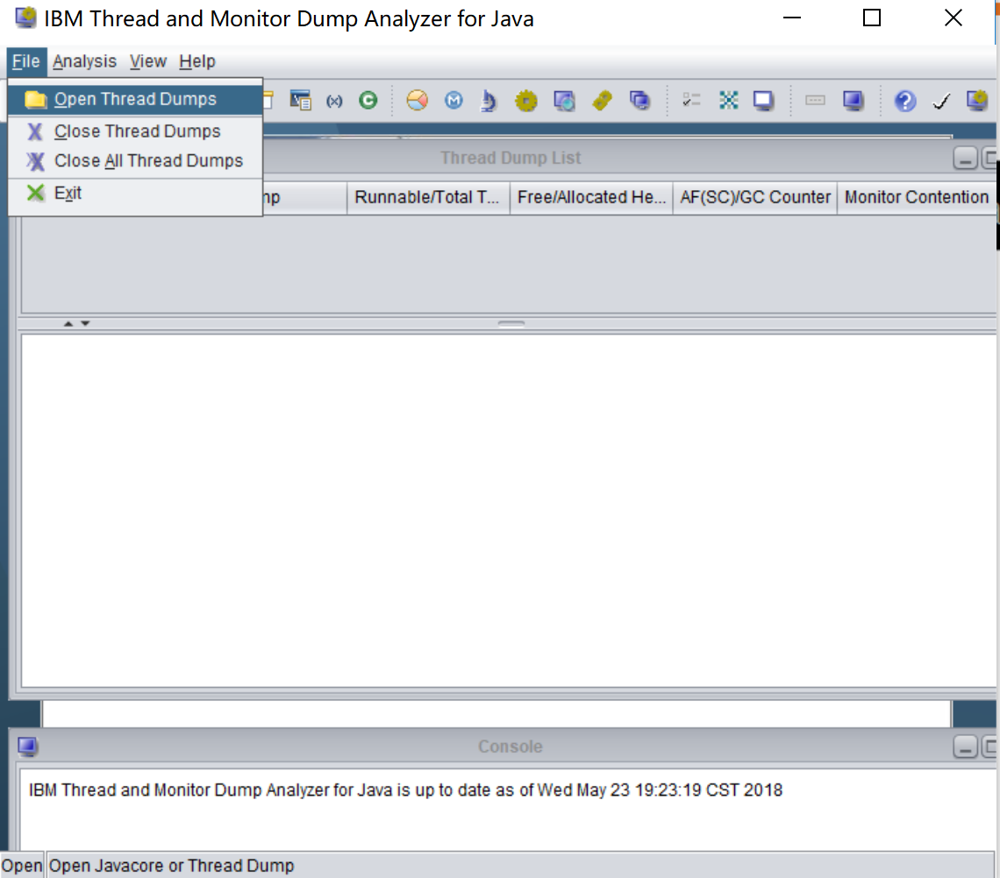 IBM Thread and Monitor Dump Analyzer for Java
File Analysis View Help
Open Thread Dumps
Close Thread Dumps
Close All Thread Dumps
Exit
Thread Dump List
Runnable/Total T... Free/Allocated He... AF(SC)/GC Counter Monitor Contention
Console
IBM Thread and Monitor Dump Analyzer for Java is up to date as of Wed May 23 19:23:19 CST 2018
Open Open Javacore or Thread Dump